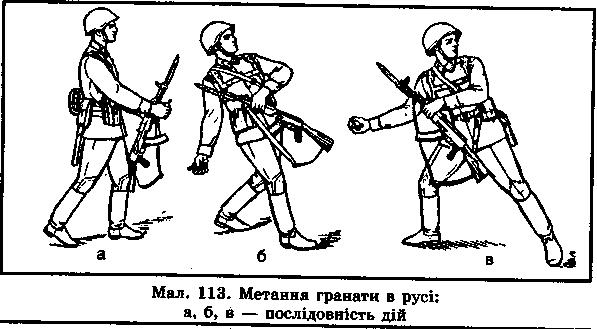 а б в
Мал. 113. Метання гранати в русі:
а, б, в — послідовність дій